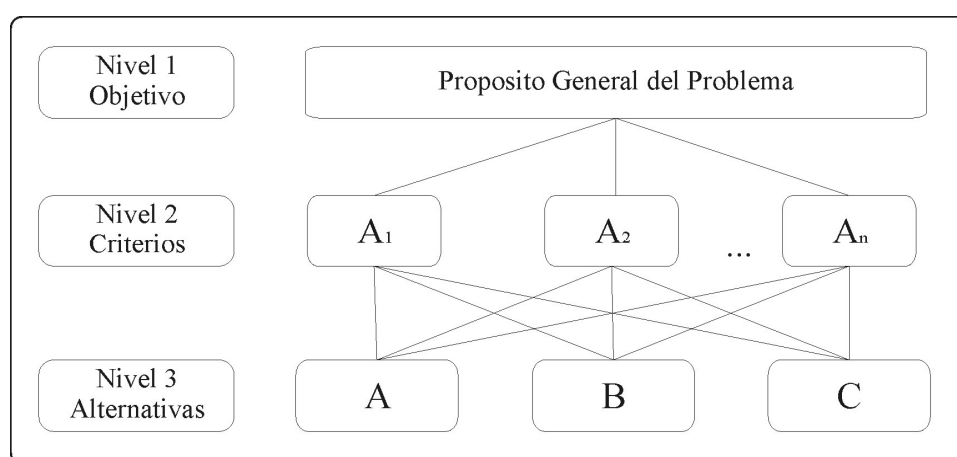 Nivel 1
Objetivo
Proposito General del Problema
Nivel 2
Criterios
A1
A2
...
An
Nivel 3
Alternativas
A
B
C